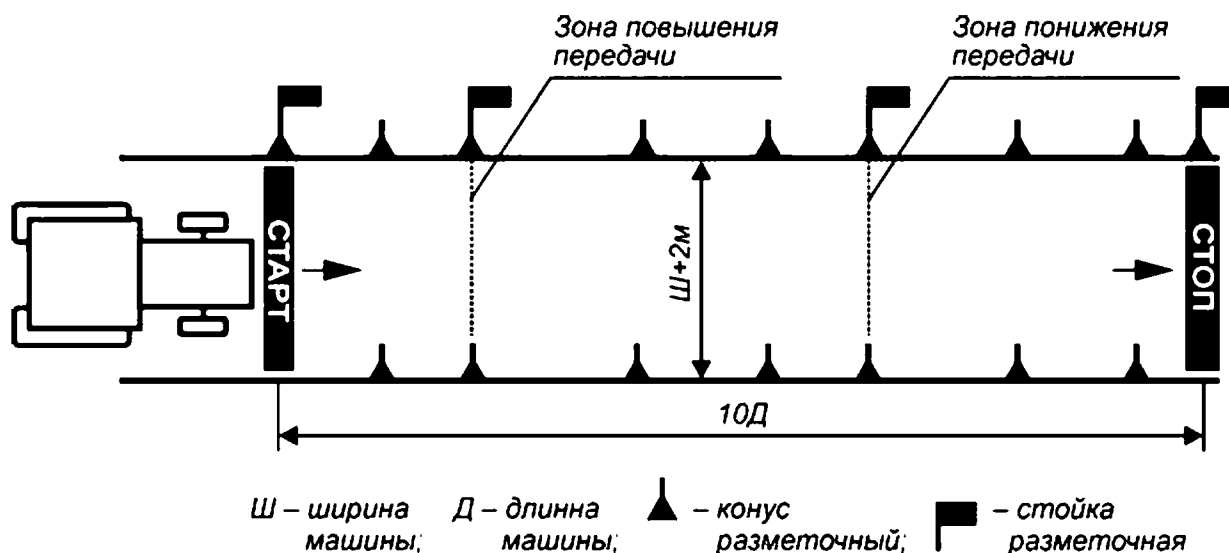 Зона повышения
передачи
Зона понижения
передачи
СТАРТ
Ш+2м
СТОП
10Д
Ш – ширина
машины;
Д – длинна
машины;
– конус
разметочный;
– стойка
разметочная